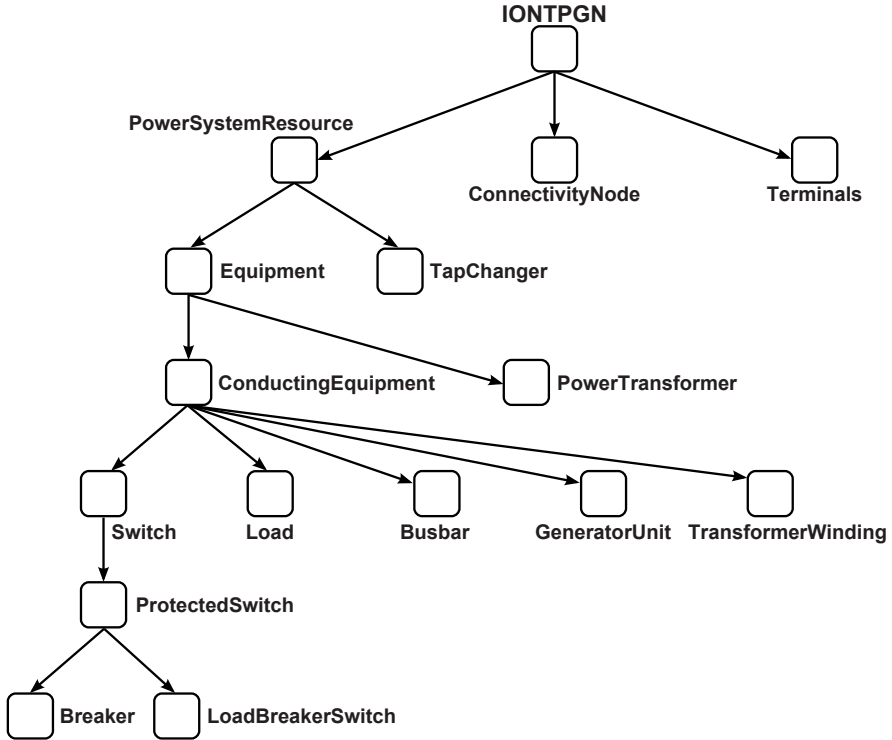 IONTPGN
PowerSystemResource
ConnectivityNode
Terminals
Equipment
TapChanger
ConductingEquipment
PowerTransformer
Switch
Load
Busbar
GeneratorUnit
TransformerWinding
ProtectedSwitch
Breaker
LoadBreakerSwitch